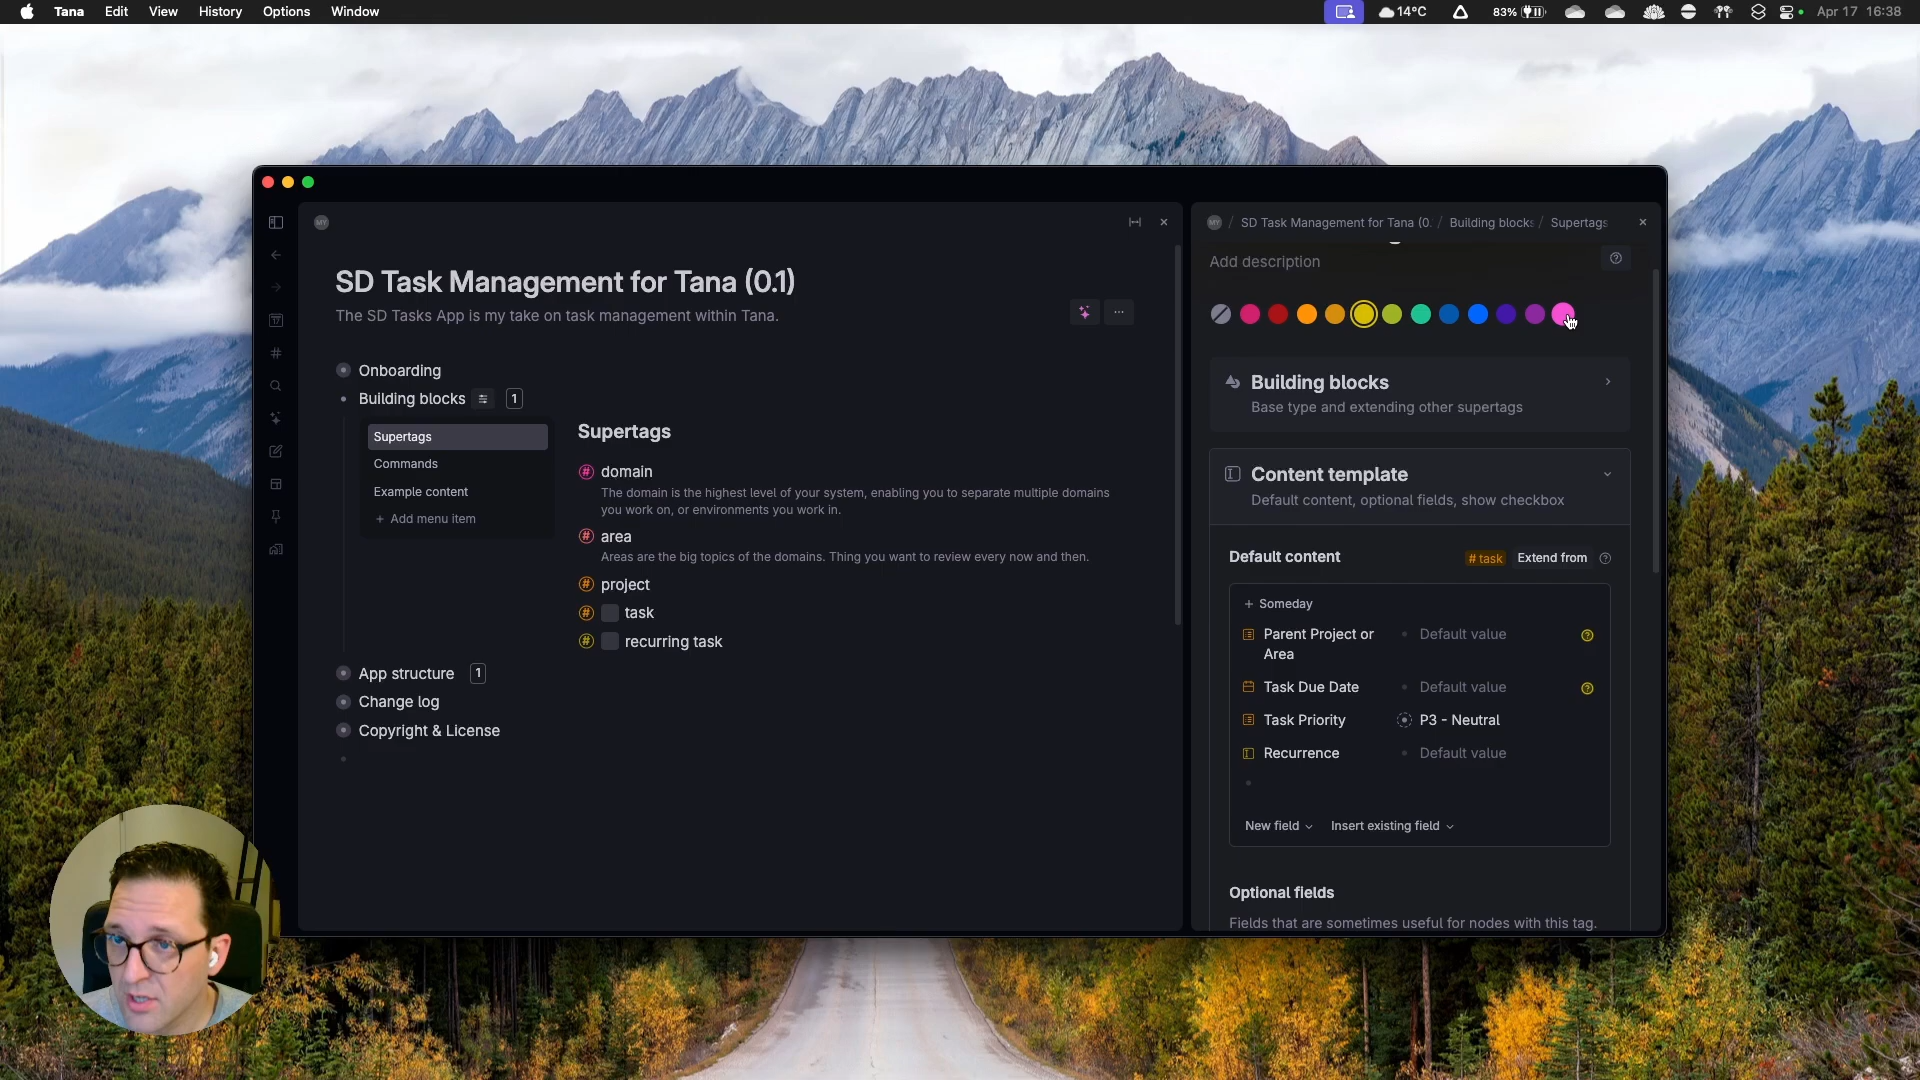 Tana Edit View History Options Window
14°C 83% Apr 17 16:38
MY
SD Task Management for Tana (0.1)
The SD Tasks App is my take on task management within Tana.
Onboarding
Building blocks 1
Supertags
Commands
Example content
+ Add menu item
Supertags
# domain
The domain is the highest level of your system, enabling you to separate multiple domains
you work on, or environments you work in.
# area
Areas are the big topics of the domains. Thing you want to review every now and then.
# project
# task
# recurring task
App structure 1
Change log
Copyright & License
MY / SD Task Management for Tana (0. / Building blocks / Supertags
Add description
Building blocks
Base type and extending other supertags
Content template
Default content, optional fields, show checkbox
Default content # task Extend from
+ Someday
Parent Project or Default value
Area
Task Due Date Default value
Task Priority P3 - Neutral
Recurrence Default value
New field Insert existing field
Optional fields
Fields that are sometimes useful for nodes with this tag.